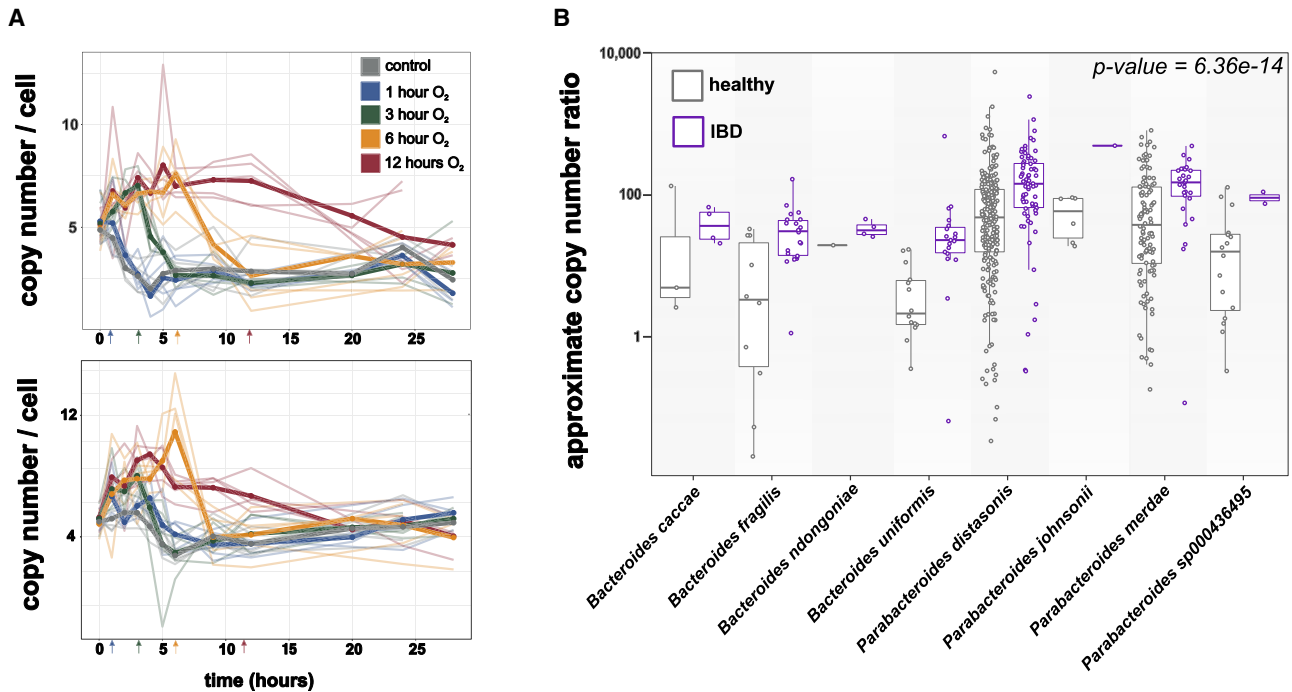 A
copy number / cell
10
5
control
1 hour O₂
3 hour O₂
6 hour O₂
12 hours O₂
0 5 10 15 20 25
copy number / cell
12
4
0 5 10 15 20 25
time (hours)
B
approximate copy number ratio
10,000
100
1
p-value = 6.36e-14
healthy
IBD
Bacteroides caccae
Bacteroides fragilis
Bacteroides ndongoniae
Bacteroides uniformis
Parabacteroides distasonis
Parabacteroides johnsonii
Parabacteroides merdae
Parabacteroides sp000436495